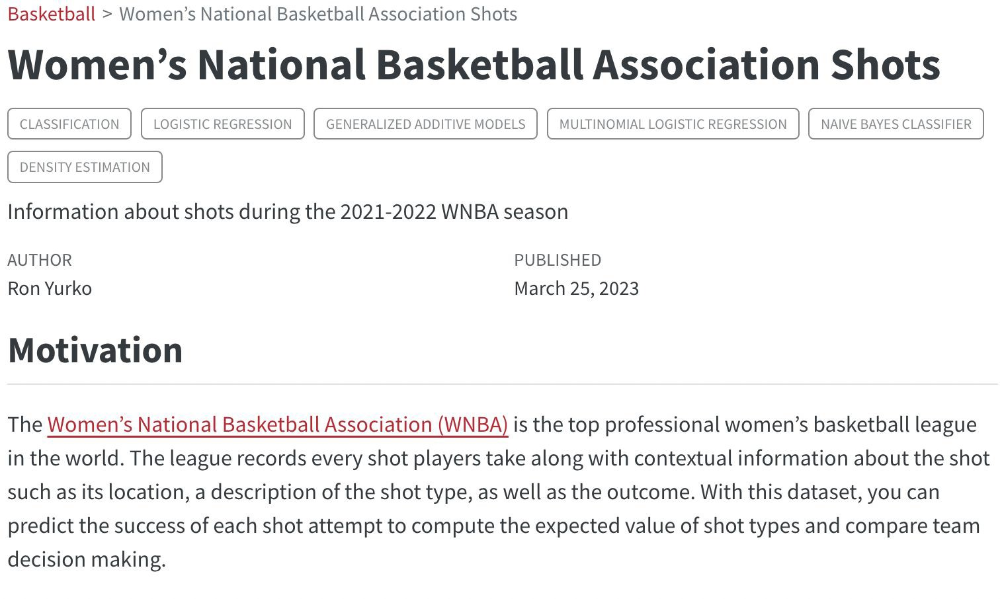 Basketball > Women’s National Basketball Association Shots
Women’s National Basketball Association Shots
CLASSIFICATION LOGISTIC REGRESSION GENERALIZED ADDITIVE MODELS MULTINOMIAL LOGISTIC REGRESSION NAIVE BAYES CLASSIFIER
DENSITY ESTIMATION
Information about shots during the 2021-2022 WNBA season
AUTHOR PUBLISHED
Ron Yurko March 25, 2023
Motivation
The Women’s National Basketball Association (WNBA) is the top professional women’s basketball league
in the world. The league records every shot players take along with contextual information about the shot
such as its location, a description of the shot type, as well as the outcome. With this dataset, you can
predict the success of each shot attempt to compute the expected value of shot types and compare team
decision making.